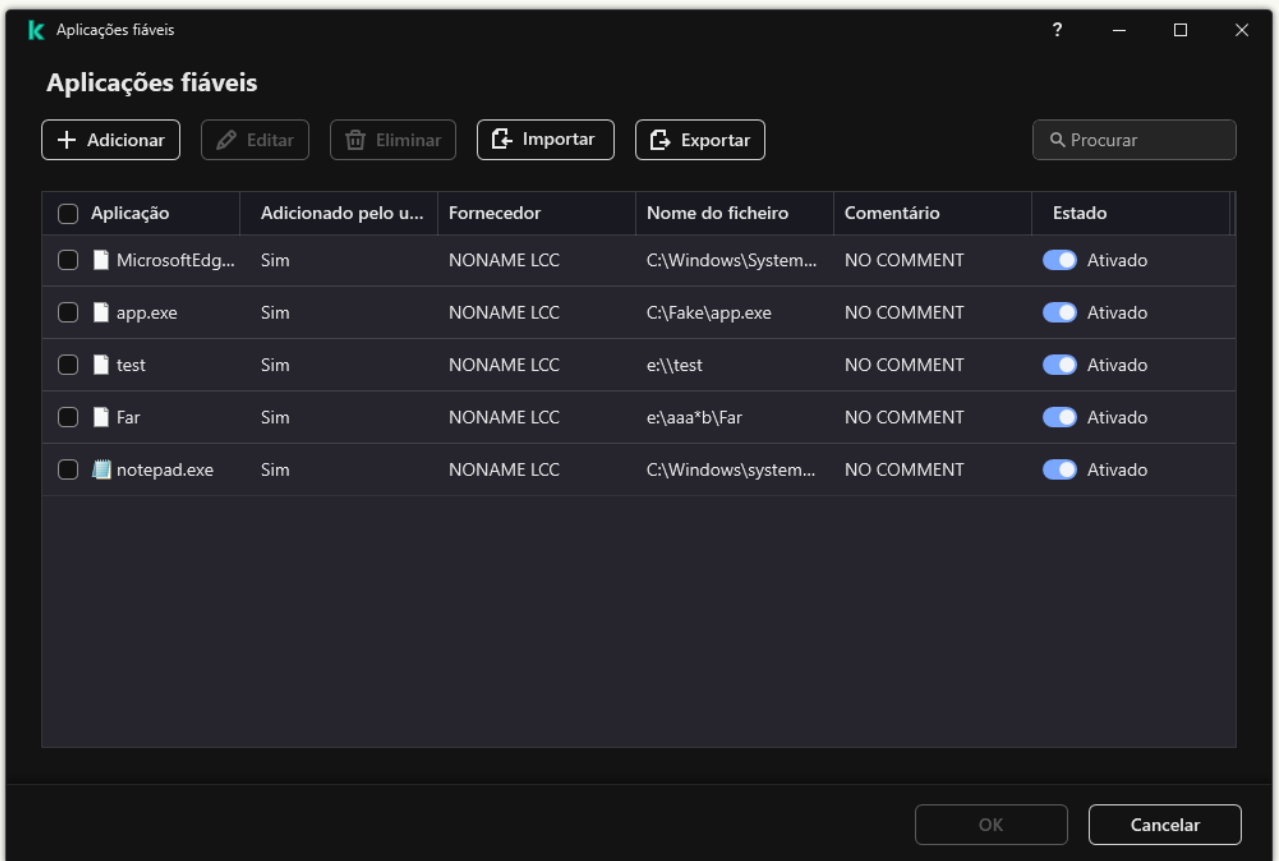 Aplicações fiáveis
Aplicações fiáveis
Adicionar Editar Eliminar Importar Exportar Procurar
Aplicação Adicionado pelo u... Fornecedor Nome do ficheiro Comentário Estado
MicrosoftEdg... Sim NONAME LCC C:\Windows\System... NO COMMENT Ativado
app.exe Sim NONAME LCC C:\Fake\app.exe NO COMMENT Ativado
test Sim NONAME LCC e:\\test NO COMMENT Ativado
Far Sim NONAME LCC e:\aaa*b\Far NO COMMENT Ativado
notepad.exe Sim NONAME LCC C:\Windows\system... NO COMMENT Ativado
OK Cancelar